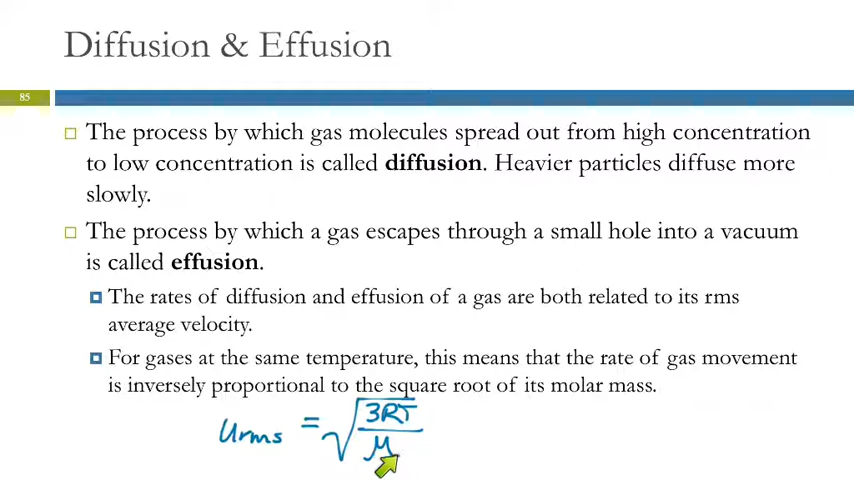 Diffusion & Effusion
85
The process by which gas molecules spread out from high concentration
to low concentration is called diffusion. Heavier particles diffuse more
slowly.
The process by which a gas escapes through a small hole into a vacuum
is called effusion.
The rates of diffusion and effusion of a gas are both related to its rms
average velocity.
For gases at the same temperature, this means that the rate of gas movement
is inversely proportional to the square root of its molar mass.
urms = √(3RT/M)